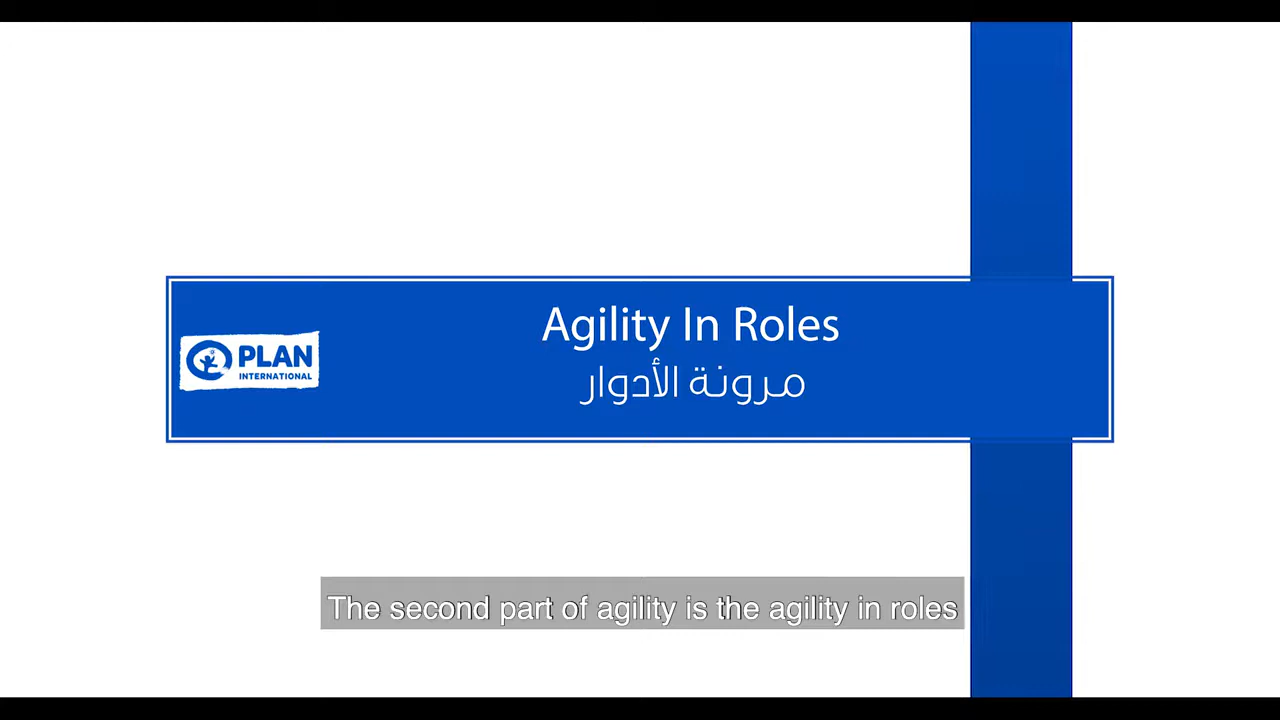 Agility In Roles
مرونة الأدوار
PLAN
INTERNATIONAL
The second part of agility is the agility in roles